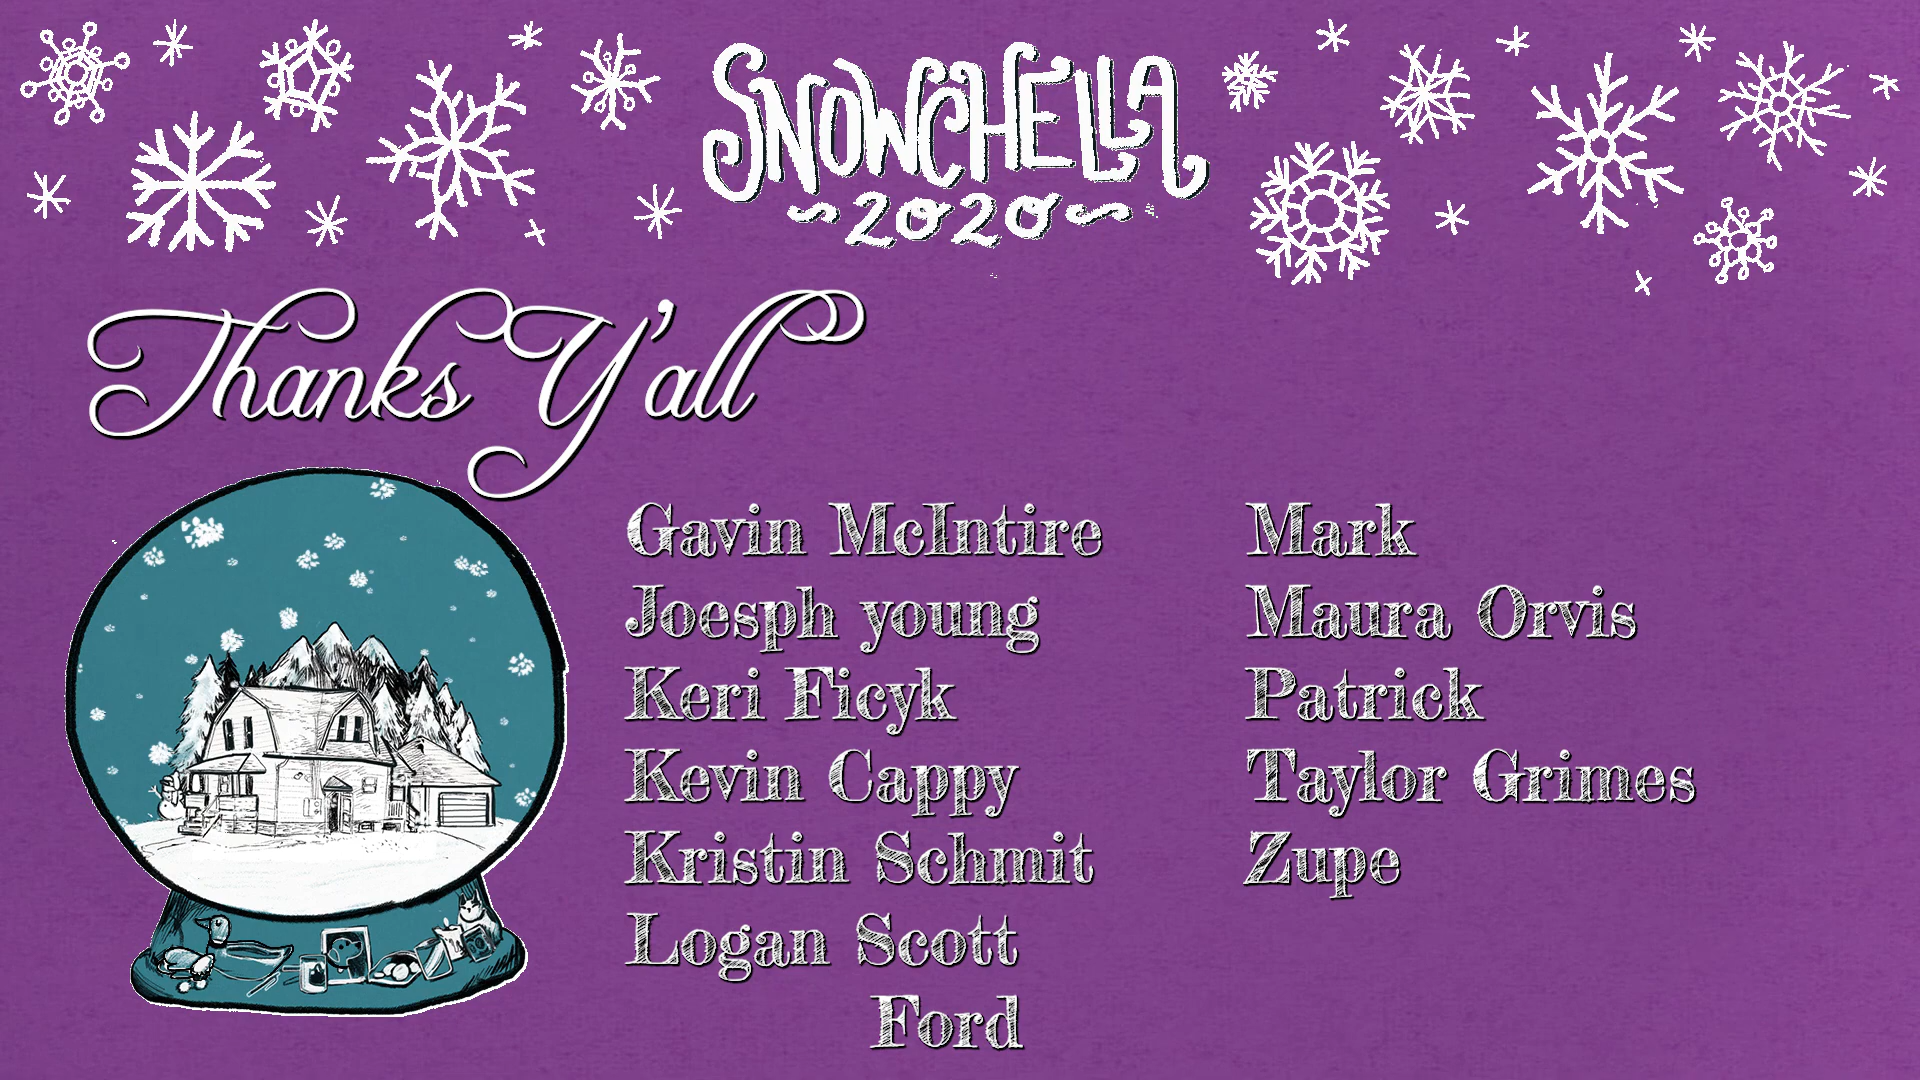 SNOWCHELLA
~2020~
Thanks Y'all
Gavin McIntire
Joesph young
Keri Ficyk
Kevin Cappy
Kristin Schmit
Logan Scott
Ford
Mark
Maura Orvis
Patrick
Taylor Grimes
Zupe